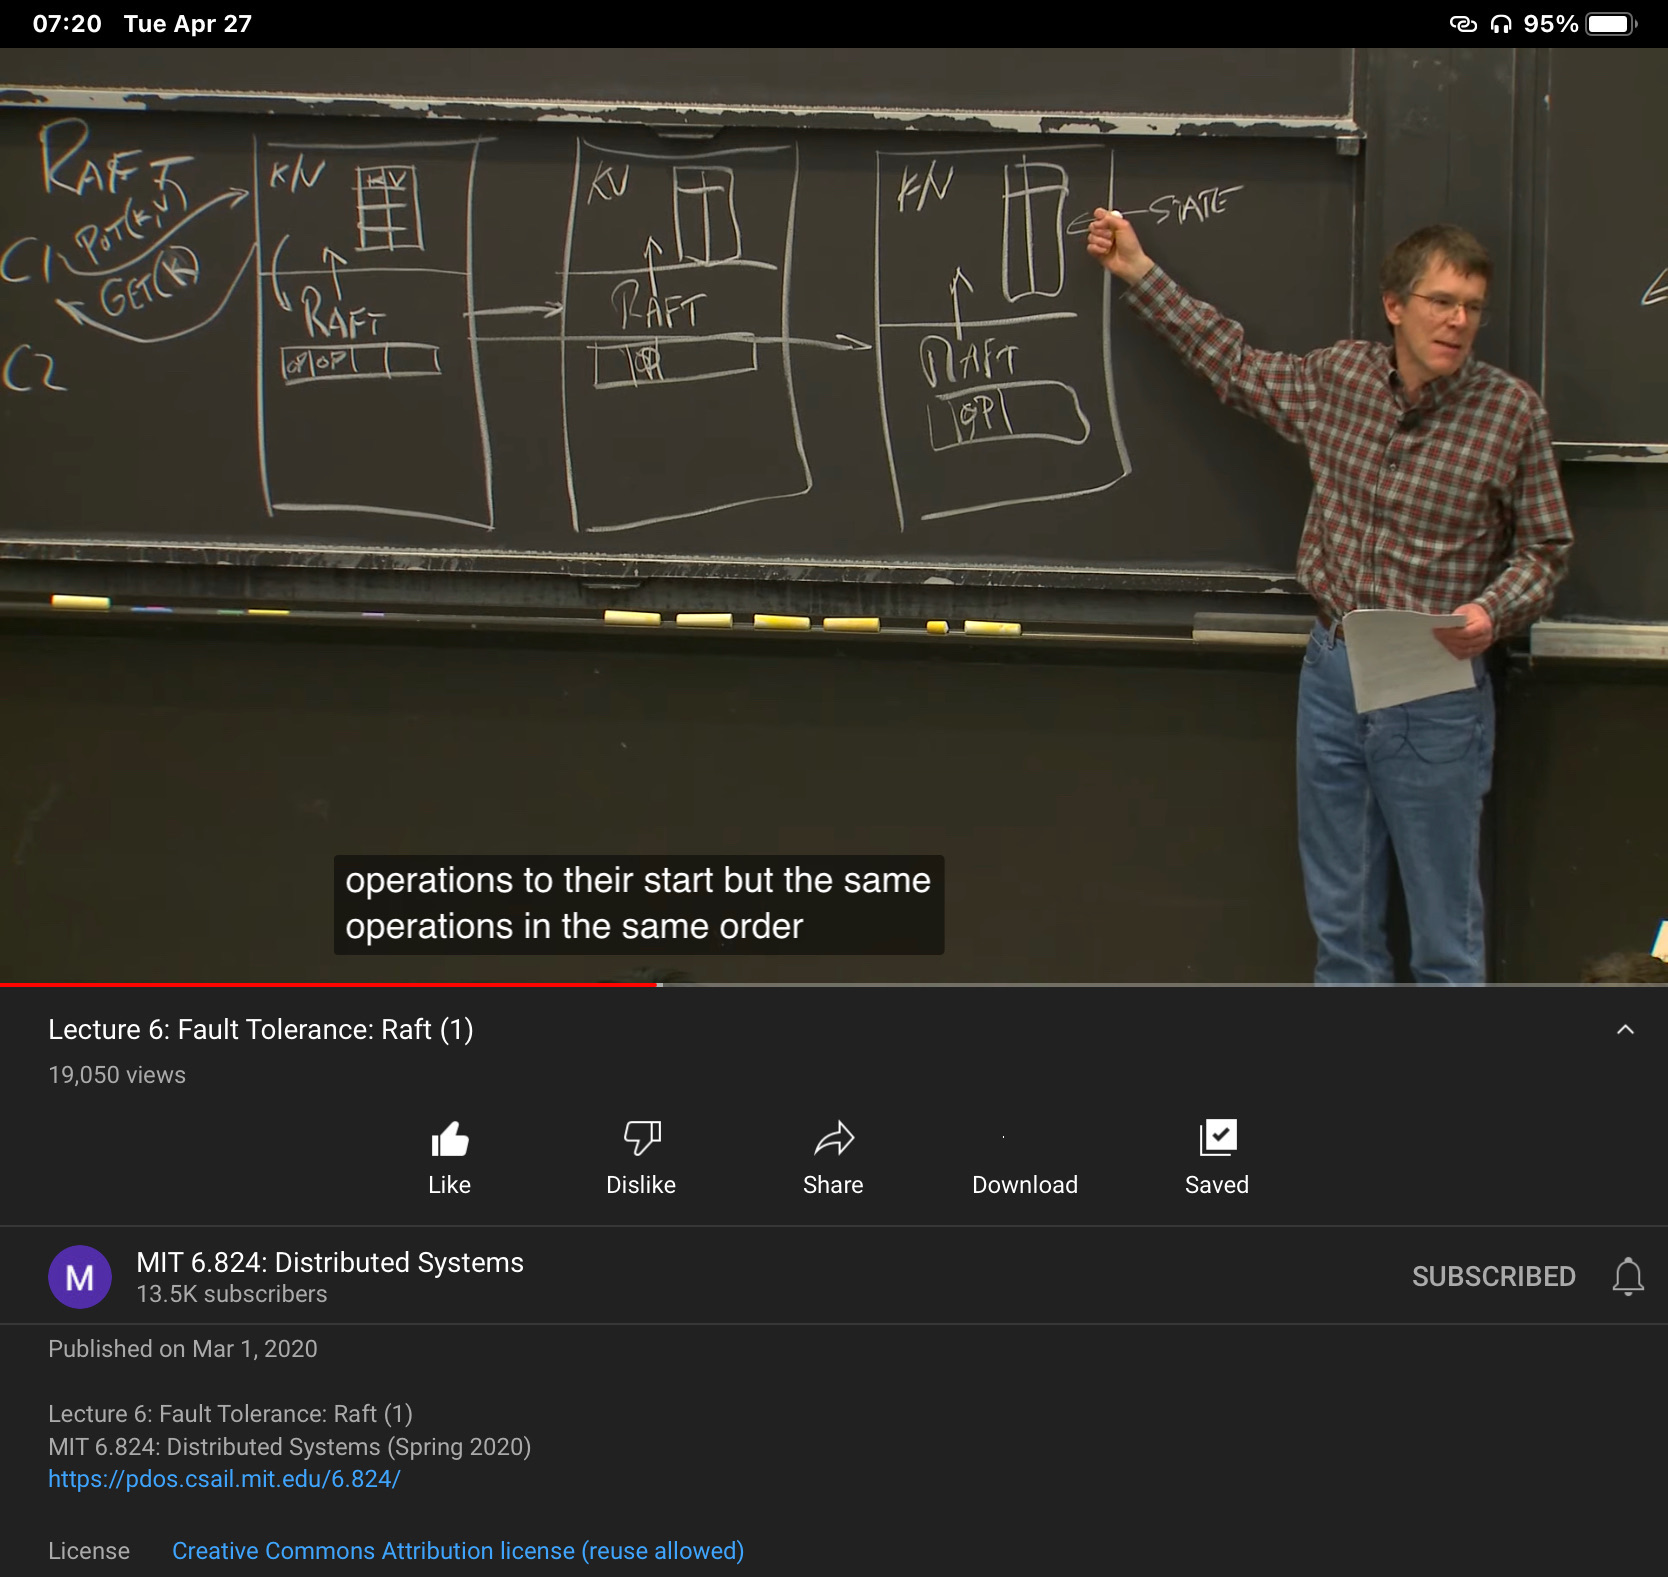 07:20 Tue Apr 27
95%
RAFT
C1
PUT(K,V)
GET(K)
C2
KV
KV
RAFT
OP OP
KV
RAFT
OP
KV
RAFT
OP
STATE
operations to their start but the same
operations in the same order
Lecture 6: Fault Tolerance: Raft (1)
19,050 views
Like
Dislike
Share
Download
Saved
M
MIT 6.824: Distributed Systems
13.5K subscribers
SUBSCRIBED
Published on Mar 1, 2020
Lecture 6: Fault Tolerance: Raft (1)
MIT 6.824: Distributed Systems (Spring 2020)
https://pdos.csail.mit.edu/6.824/
License Creative Commons Attribution license (reuse allowed)